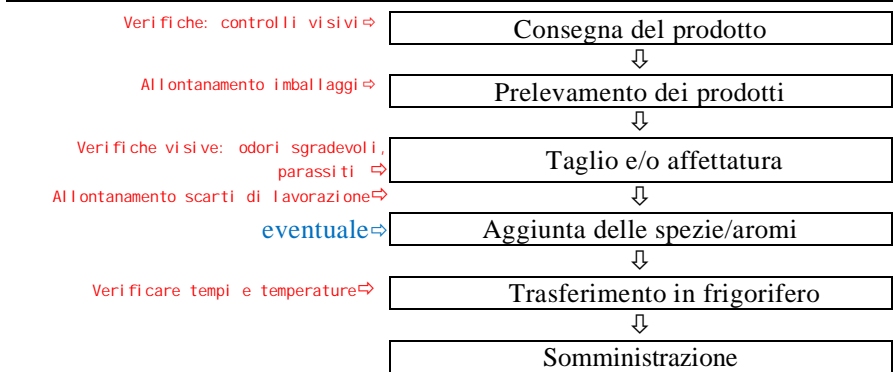 Verifiche: controlli visivi⇨ Consegna del prodotto
⇩
Allontanamento imballaggi⇨ Prelevamento dei prodotti
⇩
Verifiche visive: odori sgradevoli,
parassiti ⇨ Taglio e/o affettatura
Allontanamento scarti di lavorazione⇨ ⇩
eventuale⇨ Aggiunta delle spezie/aromi
⇩
Verificare tempi e temperature⇨ Trasferimento in frigorifero
⇩
Somministrazione